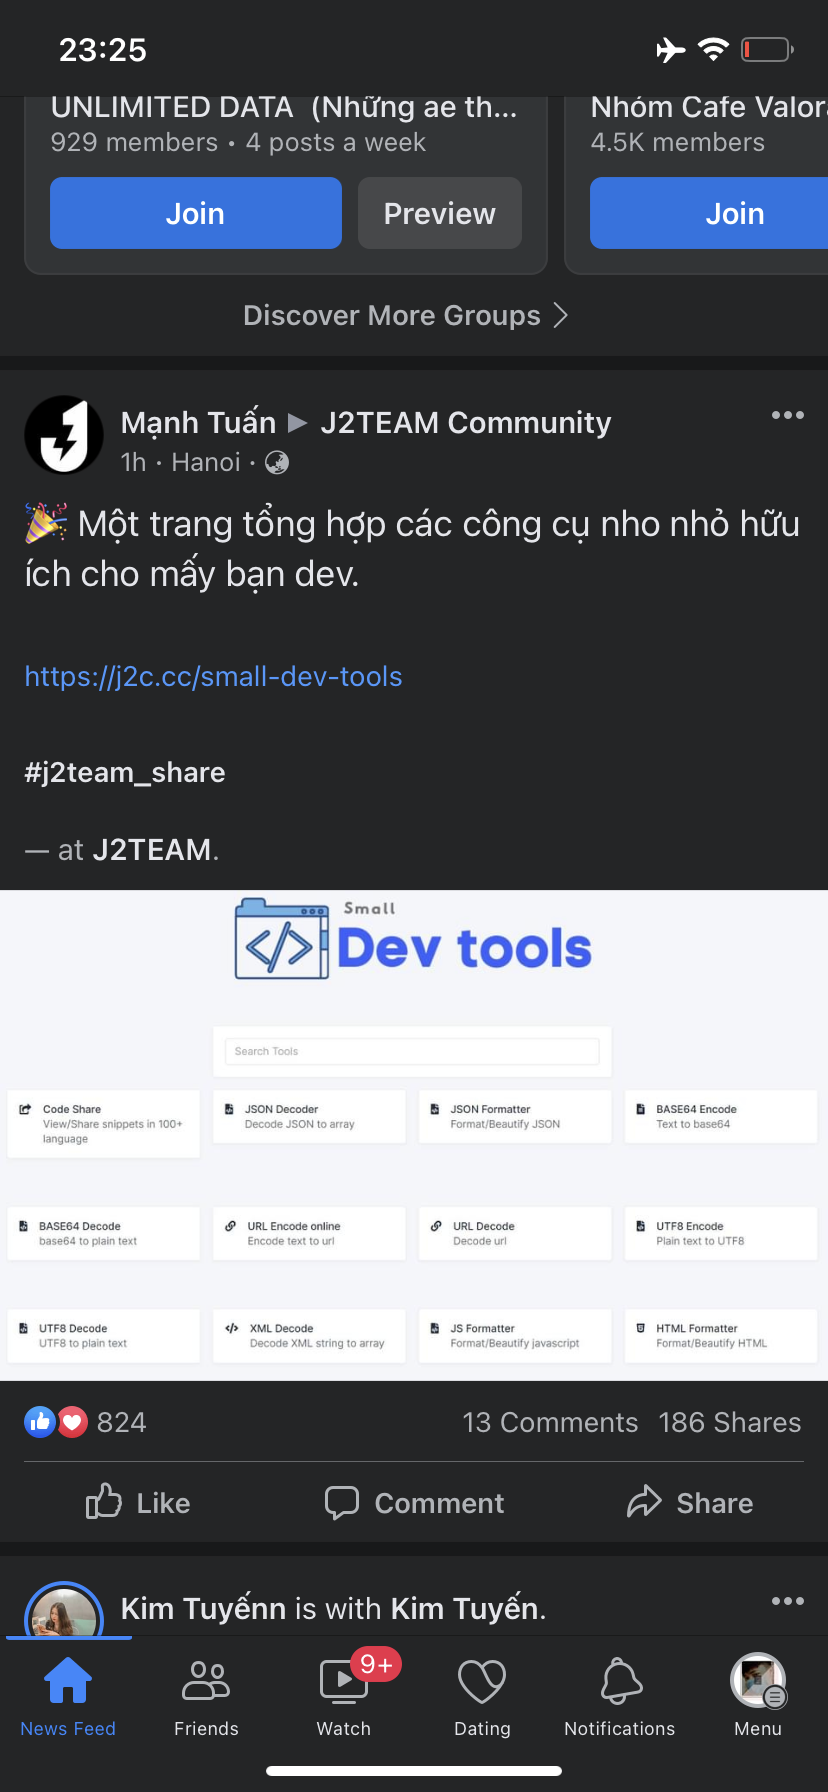 23:25
UNLIMITED DATA (Những ae th...
929 members • 4 posts a week
Join
Preview
Nhóm Cafe Valor
4.5K members
Join
Discover More Groups
Mạnh Tuấn ▶ J2TEAM Community
1h · Hanoi ·
🎉 Một trang tổng hợp các công cụ nho nhỏ hữu
ích cho mấy bạn dev.
https://j2c.cc/small-dev-tools
#j2team_share
— at J2TEAM.
Small
Dev tools
Search Tools
Code Share
View/Share snippets in 100+
language
JSON Decoder
Decode JSON to array
JSON Formatter
Format/Beautify JSON
BASE64 Encode
Text to base64
BASE64 Decode
base64 to plain text
URL Encode online
Encode text to url
URL Decode
Decode url
UTF8 Encode
Plain text to UTF8
UTF8 Decode
UTF8 to plain text
XML Decode
Decode XML string to array
JS Formatter
Format/Beautify javascript
HTML Formatter
Format/Beautify HTML
824
13 Comments 186 Shares
Like
Comment
Share
Kim Tuyếnn is with Kim Tuyến.
9+
News Feed
Friends
Watch
Dating
Notifications
Menu